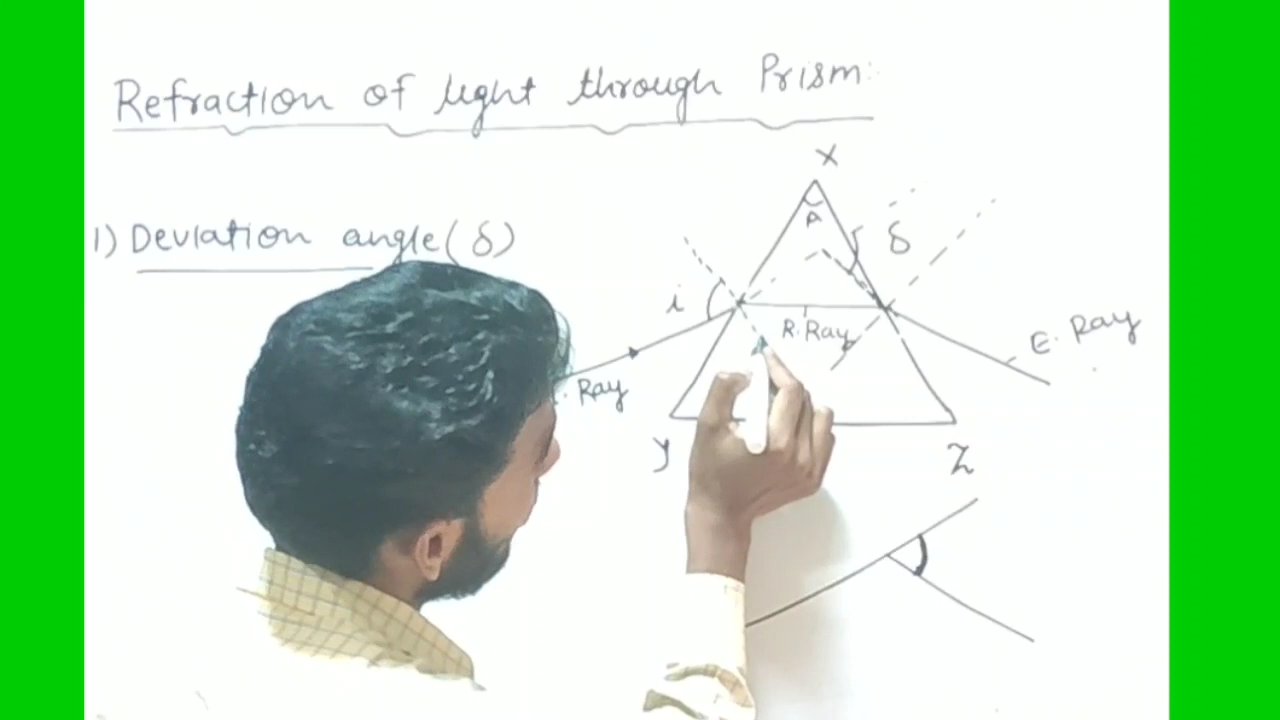 Refraction of light through Prism:
1) Deviation angle (δ)
X
A
δ
i
R. Ray
E. Ray
Ray
Y
Z